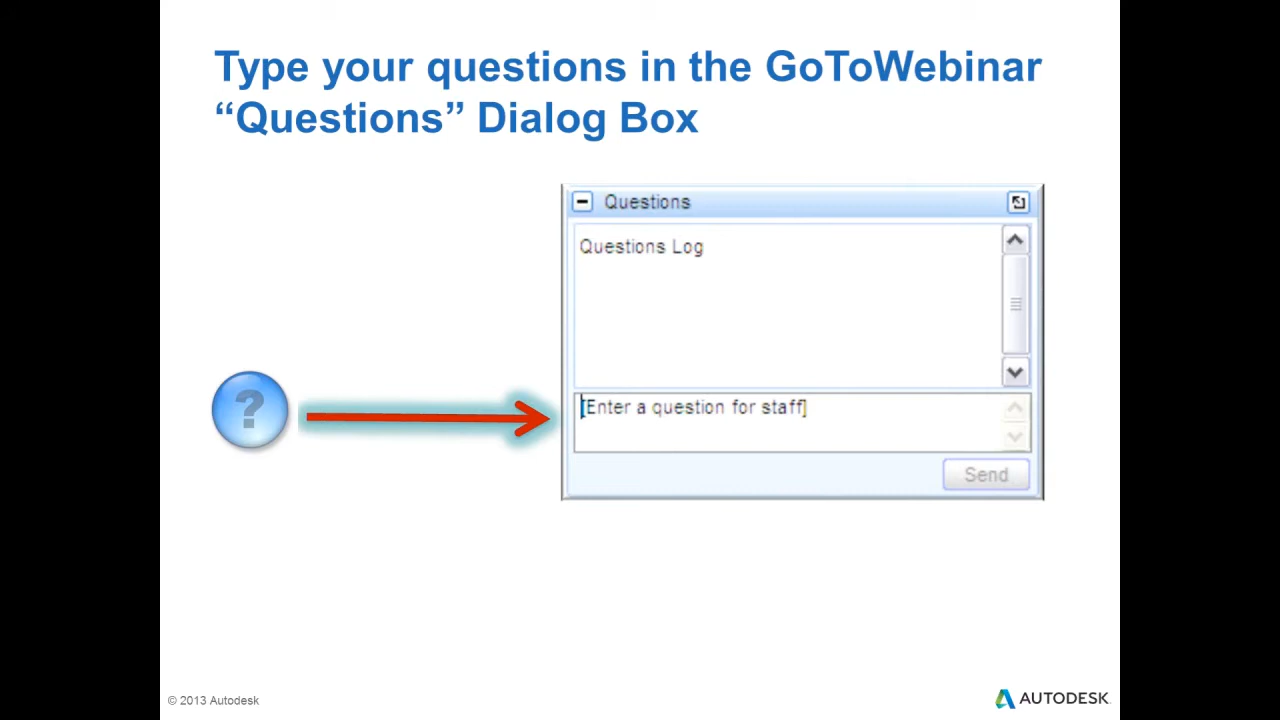 Type your questions in the GoToWebinar
“Questions” Dialog Box
Questions
Questions Log
?
[Enter a question for staff]
Send
© 2013 Autodesk
AUTODESK